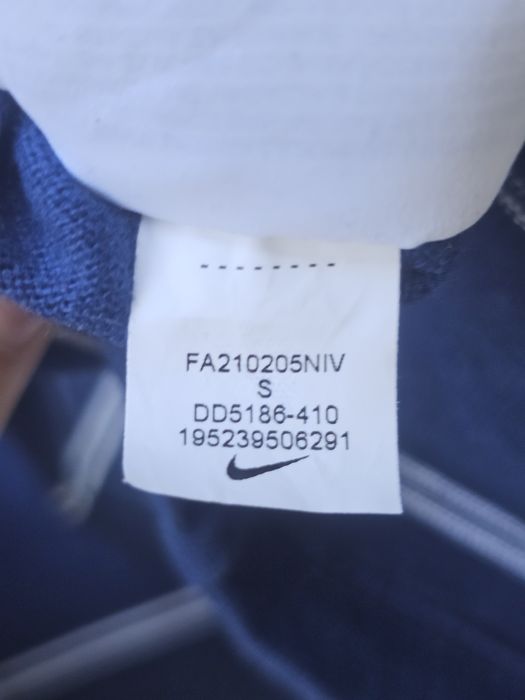 --------
FA210205NIV
S
DD5186-410
195239506291